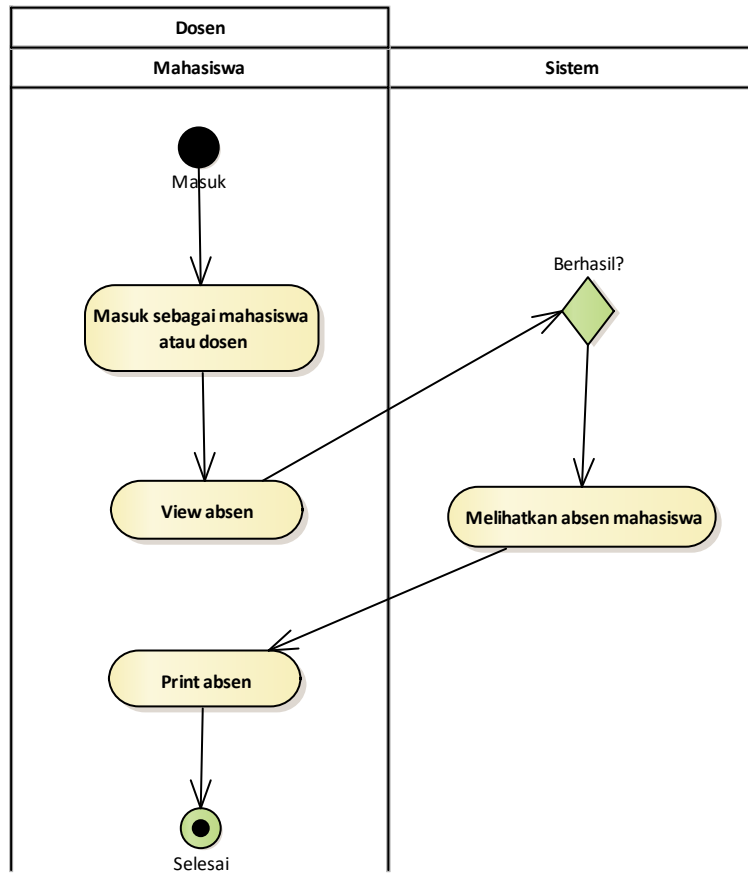 Dosen
Mahasiswa
Sistem
Masuk
Berhasil?
Masuk sebagai mahasiswa
atau dosen
View absen
Melihatkan absen mahasiswa
Print absen
Selesai